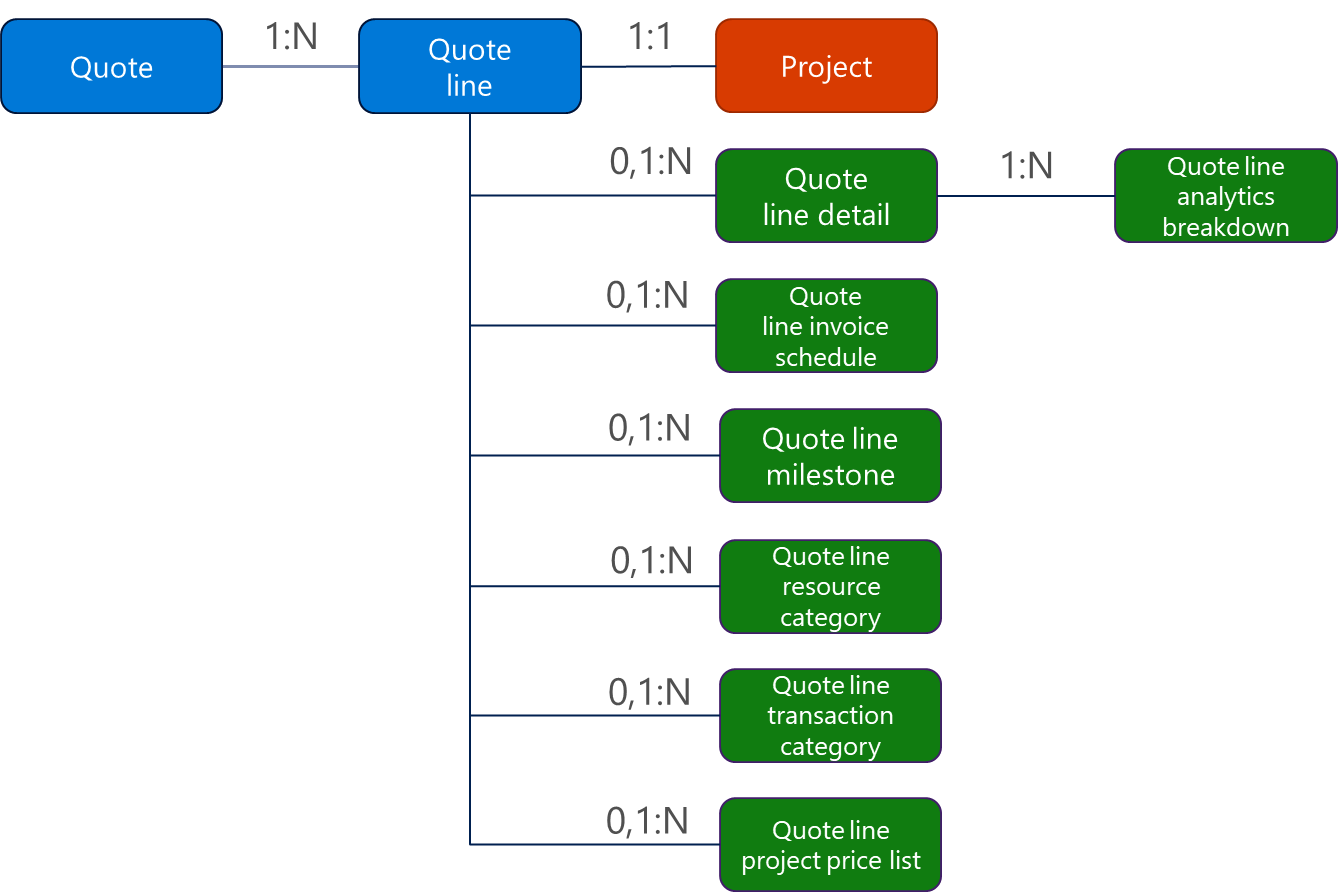 Quote
1:N
Quote
line
1:1
Project
0,1:N
Quote
line detail
1:N
Quote line
analytics
breakdown
0,1:N
Quote
line invoice
schedule
0,1:N
Quote line
milestone
0,1:N
Quote line
resource
category
0,1:N
Quote line
transaction
category
0,1:N
Quote line
project price list